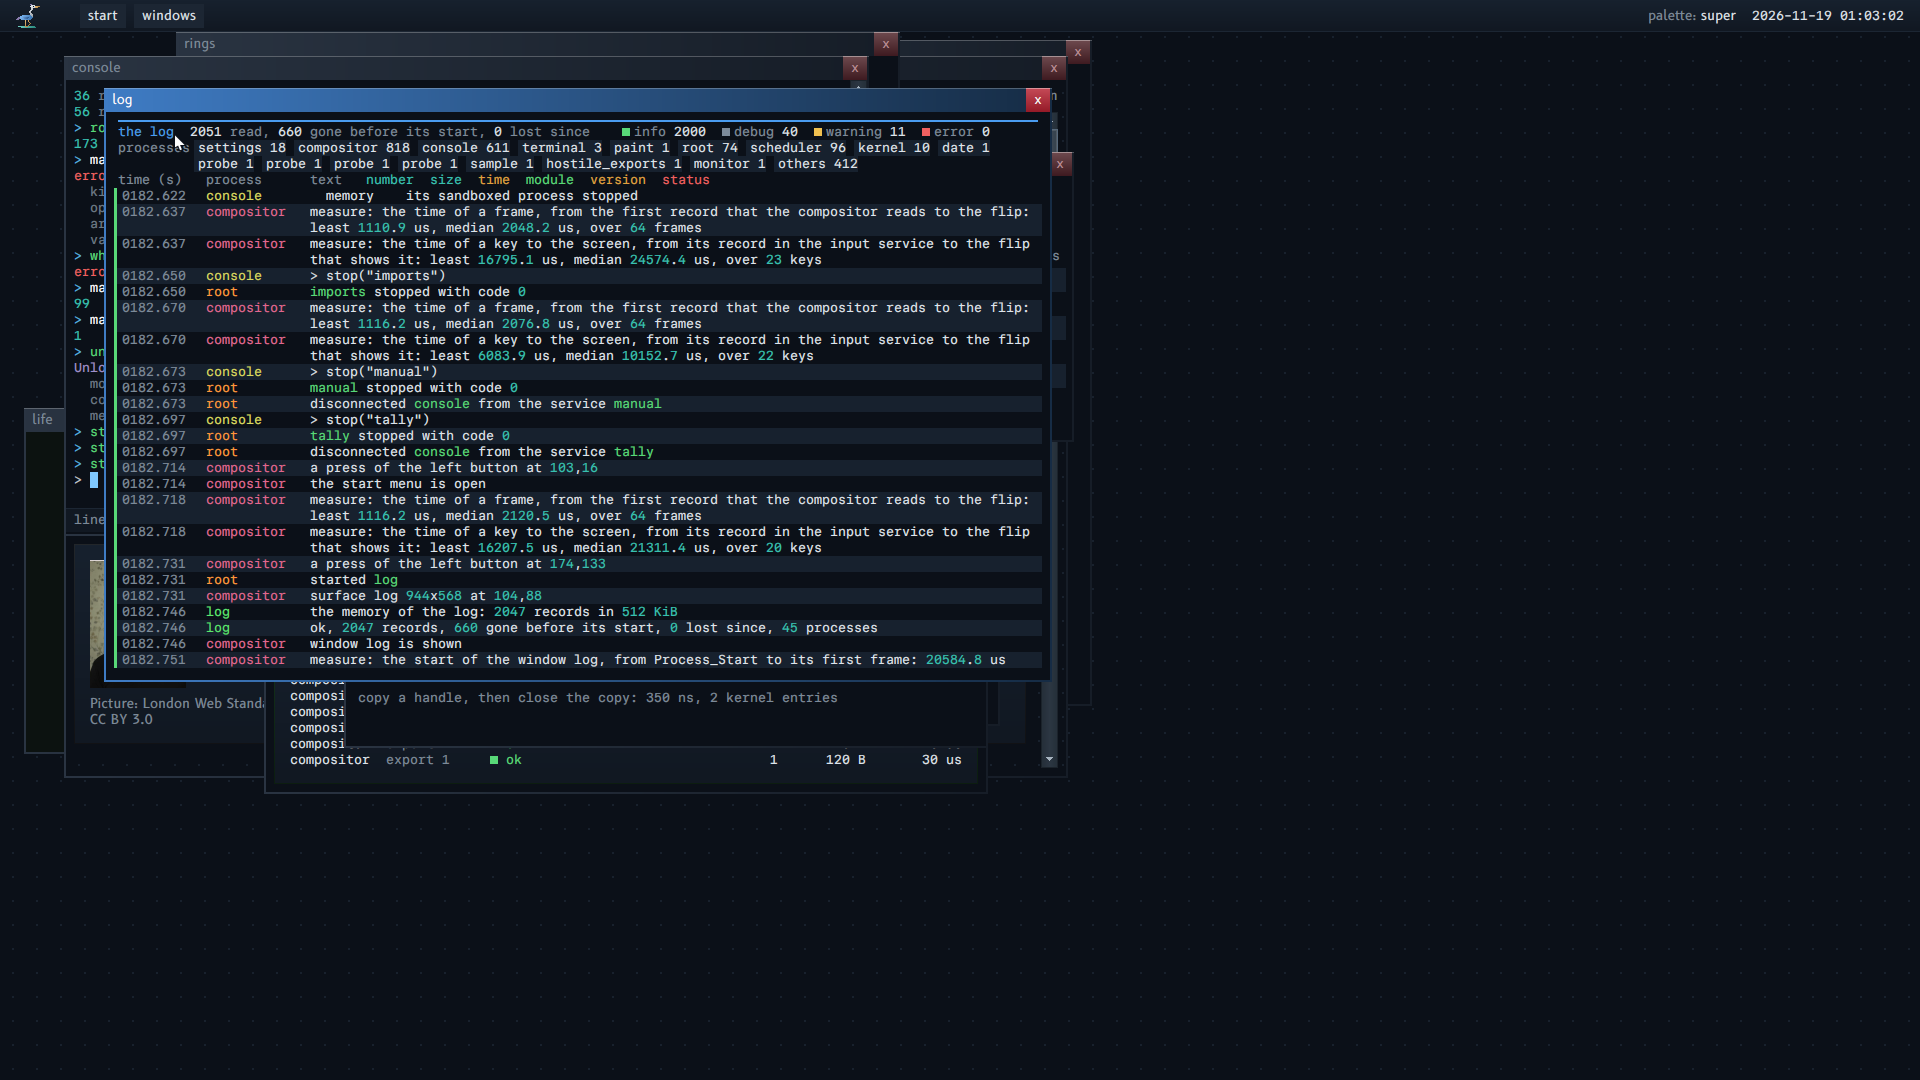 start windows palette: super 2026-11-19 01:03:02
rings x
x
console x
x
log x
the log, 2051 read, 660 gone before its start, 0 lost since info 2000 debug 40 warning 11 error 0
processes settings 18 compositor 818 console 611 terminal 3 paint 1 root 74 scheduler 96 kernel 10 date 1
probe 1 probe 1 probe 1 probe 1 sample 1 hostile_exports 1 monitor 1 others 412
x
time (s) process text number size time module version status
0182.622 console memory its sandboxed process stopped
0182.637 compositor measure: the time of a frame, from the first record that the compositor reads to the flip:
least 1110.9 us, median 2048.2 us, over 64 frames
0182.637 compositor measure: the time of a key to the screen, from its record in the input service to the flip
that shows it: least 16795.1 us, median 24574.4 us, over 23 keys
0182.650 console > stop("imports")
0182.650 root imports stopped with code 0
0182.670 compositor measure: the time of a frame, from the first record that the compositor reads to the flip:
least 1116.2 us, median 2076.8 us, over 64 frames
0182.670 compositor measure: the time of a key to the screen, from its record in the input service to the flip
that shows it: least 6083.9 us, median 10152.7 us, over 22 keys
0182.673 console > stop("manual")
0182.673 root manual stopped with code 0
0182.673 root disconnected console from the service manual
0182.697 console > stop("tally")
0182.697 root tally stopped with code 0
0182.697 root disconnected console from the service tally
0182.714 compositor a press of the left button at 103,16
0182.714 compositor the start menu is open
0182.718 compositor measure: the time of a frame, from the first record that the compositor reads to the flip:
least 1116.2 us, median 2120.5 us, over 64 frames
0182.718 compositor measure: the time of a key to the screen, from its record in the input service to the flip
that shows it: least 16207.5 us, median 21311.4 us, over 20 keys
0182.731 compositor a press of the left button at 174,133
0182.731 root started log
0182.731 compositor surface log 944x568 at 104,88
0182.746 log the memory of the log: 2047 records in 512 KiB
0182.746 log ok, 2047 records, 660 gone before its start, 0 lost since, 45 processes
0182.746 compositor window log is shown
0182.751 compositor measure: the start of the window log, from Process_Start to its first frame: 20584.8 us
36
56
>
173
>
>
>
99
>
1
>
>
>
>
>
life
line
Picture: London Web
CC BY 3.0
copy a handle, then close the copy: 350 ns, 2 kernel entries
compositor export 1 ok 1 120 B 30 us